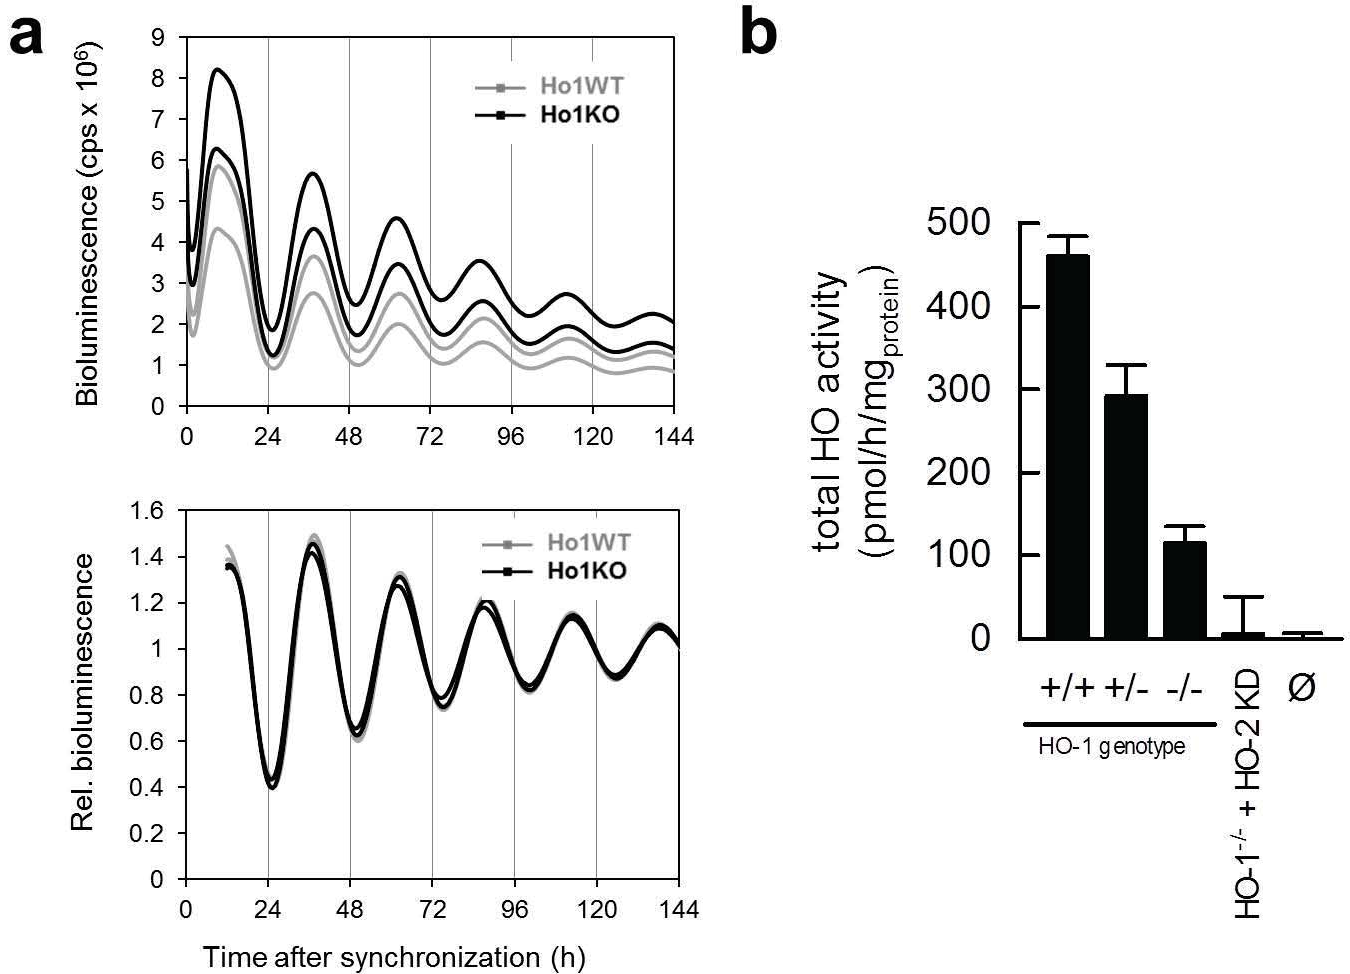 a
Bioluminescence (cps x 10⁶)
9
8
7
6
5
4
3
2
1
0
Ho1WT
Ho1KO
0 24 48 72 96 120 144
Rel. bioluminescence
1.6
1.4
1.2
1
0.8
0.6
0.4
0.2
0
Ho1WT
Ho1KO
0 24 48 72 96 120 144
Time after synchronization (h)
b
total HO activity
(pmol/h/mgprotein)
500
400
300
200
100
0
+/+ +/- -/-
HO-1 genotype
HO-1-/- + HO-2 KD
Ø